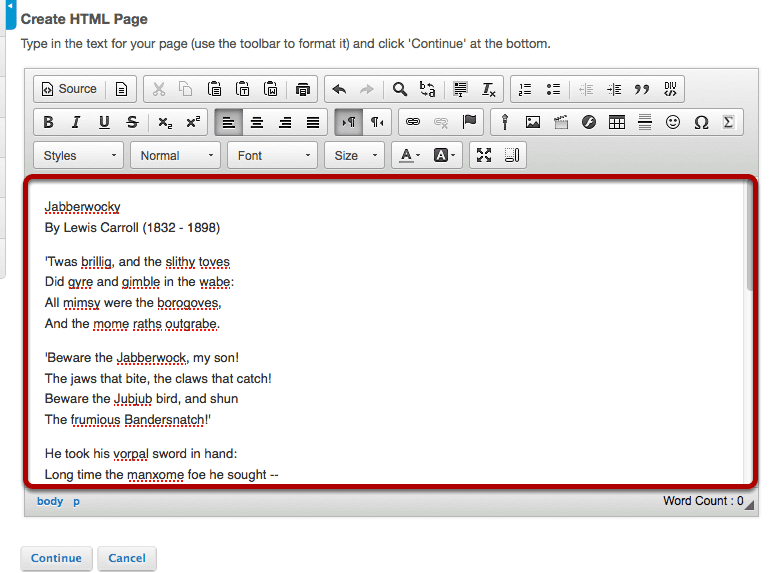 Create HTML Page
Type in the text for your page (use the toolbar to format it) and click 'Continue' at the bottom.
Source
B I U S x₂ x²
Styles Normal Font Size A A
Jabberwocky
By Lewis Carroll (1832 - 1898)
'Twas brillig, and the slithy toves
Did gyre and gimble in the wabe:
All mimsy were the borogoves,
And the mome raths outgrabe.
'Beware the Jabberwock, my son!
The jaws that bite, the claws that catch!
Beware the Jubjub bird, and shun
The frumious Bandersnatch!'
He took his vorpal sword in hand:
Long time the manxome foe he sought --
body p Word Count : 0
Continue Cancel